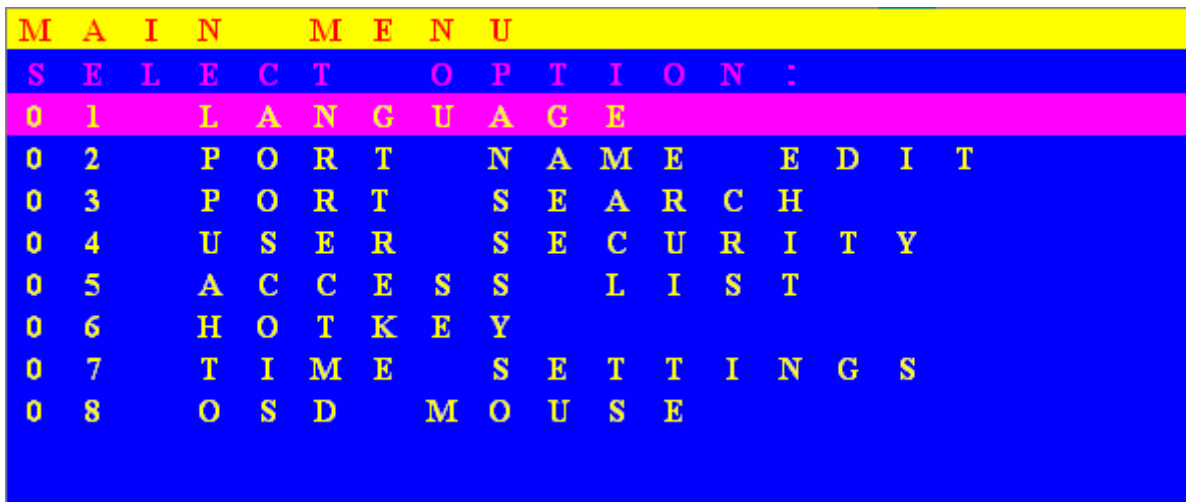 MAIN MENU
SELECT OPTION:
01 LANGUAGE
02 PORT NAME EDIT
03 PORT SEARCH
04 USER SECURITY
05 ACCESS LIST
06 HOTKEY
07 TIME SETTINGS
08 OSD MOUSE